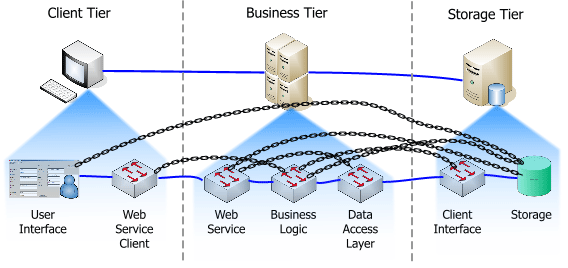 Client Tier
Business Tier
Storage Tier
User
Interface
Web
Service
Client
Web
Service
Business
Logic
Data
Access
Layer
Client
Interface
Storage